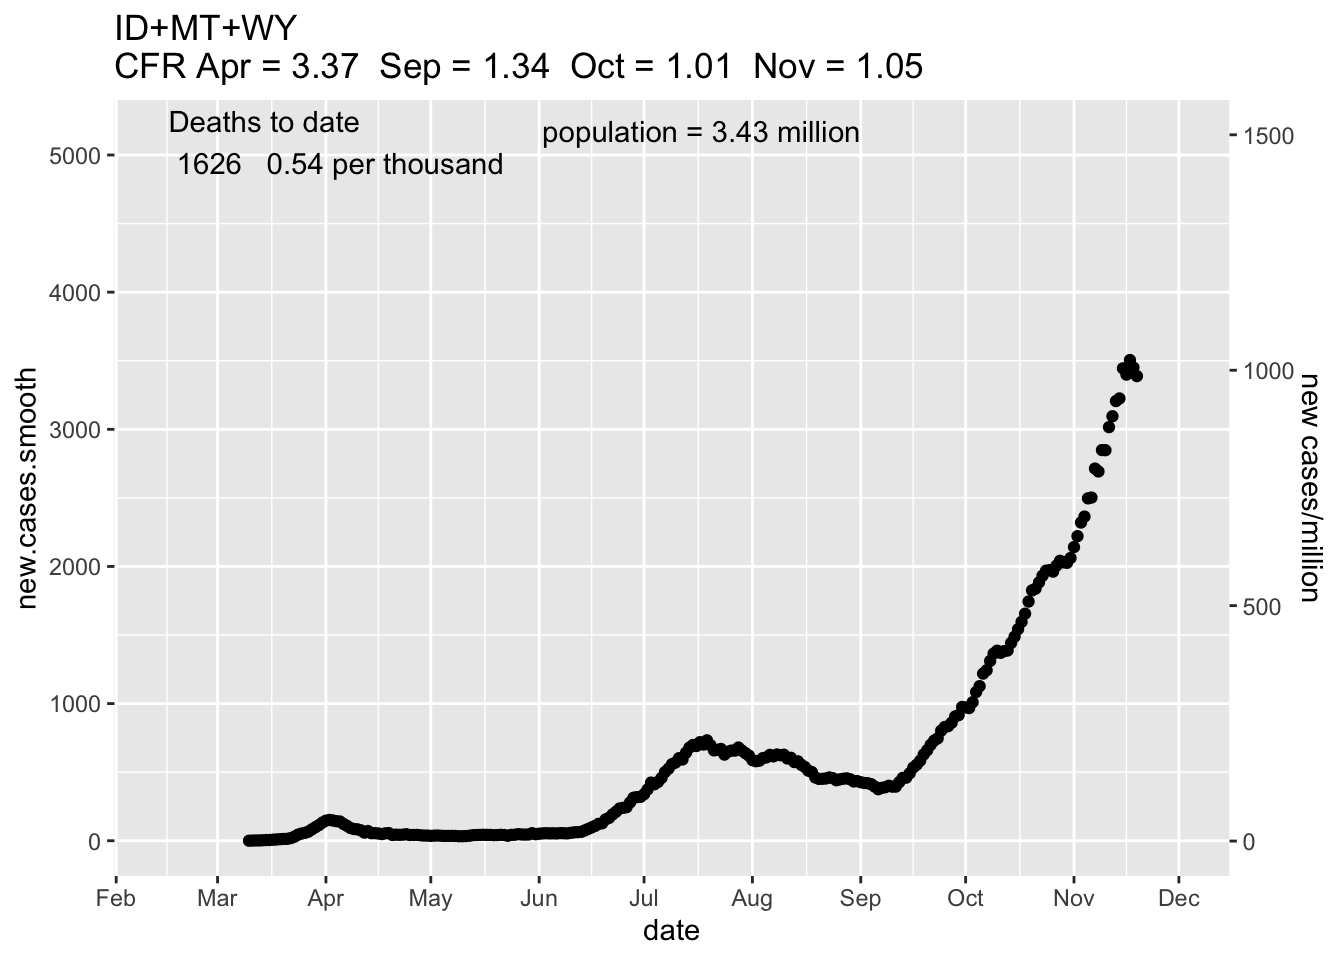 ID+MT+WY
CFR Apr = 3.37  Sep = 1.34  Oct = 1.01  Nov = 1.05
Deaths to date
population = 3.43 million
1626   0.54 per thousand
5000
4000
3000
2000
1000
0
1500
1000
500
0
new.cases.smooth
new cases/million
Feb Mar Apr May Jun Jul Aug Sep Oct Nov Dec
date